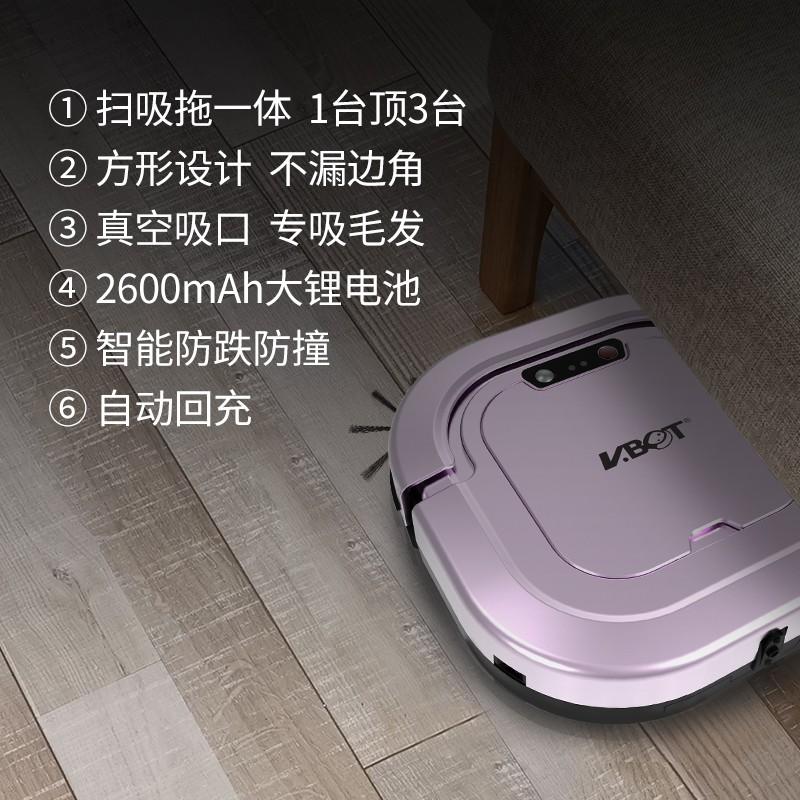 ① 扫吸拖一体 1台顶3台
② 方形设计 不漏边角
③ 真空吸口 专吸毛发
④ 2600mAh大锂电池
⑤ 智能防跌防撞
⑥ 自动回充
V.BOT®